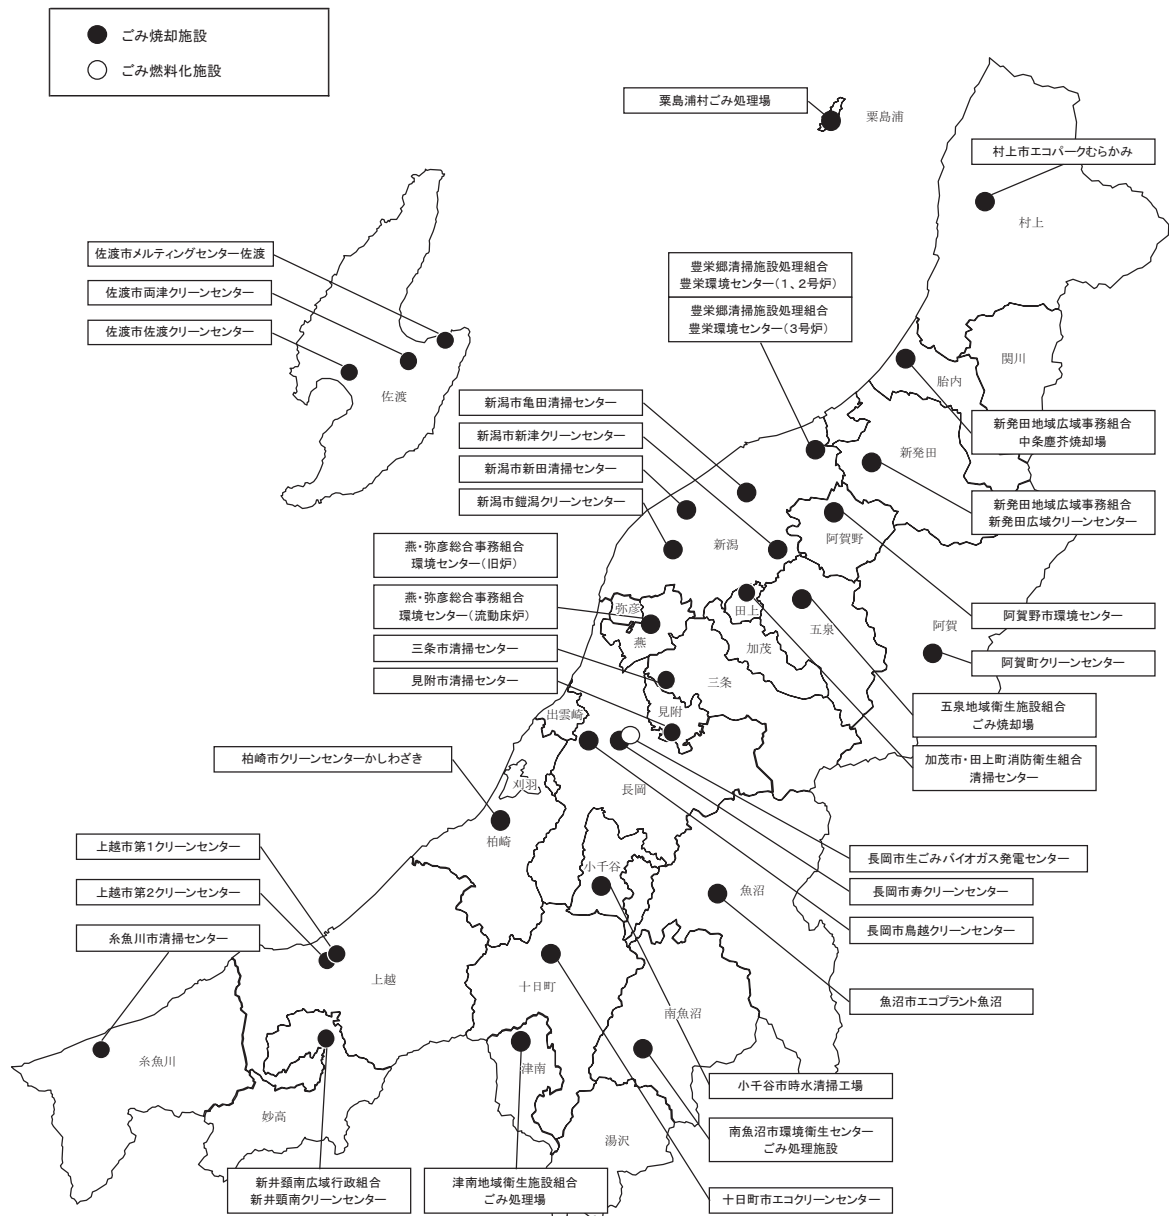 ごみ焼却施設
ごみ燃料化施設
粟島浦村ごみ処理場
粟島浦
村上市エコパークむらかみ
村上
佐渡市メルティングセンター佐渡
佐渡市両津クリーンセンター
佐渡市佐渡クリーンセンター
佐渡
豊栄郷清掃施設処理組合
豊栄環境センター(1、2号炉)
豊栄郷清掃施設処理組合
豊栄環境センター(3号炉)
関川
胎内
新発田地域広域事務組合
中条塵芥焼却場
新潟市亀田清掃センター
新潟市新津クリーンセンター
新潟市新田清掃センター
新潟市鎧潟クリーンセンター
新発田
新発田地域広域事務組合
新発田広域クリーンセンター
新潟
阿賀野
燕・弥彦総合事務組合
環境センター(旧炉)
燕・弥彦総合事務組合
環境センター(流動床炉)
三条市清掃センター
見附市清掃センター
弥彦
燕
田上
加茂
五泉
阿賀
阿賀野市環境センター
阿賀町クリーンセンター
三条
見附
出雲崎
五泉地域衛生施設組合
ごみ焼却場
加茂市・田上町消防衛生組合
清掃センター
柏崎市クリーンセンターかしわざき
刈羽
長岡
柏崎
上越市第1クリーンセンター
上越市第2クリーンセンター
糸魚川市清掃センター
小千谷
魚沼
長岡市生ごみバイオガス発電センター
長岡市寿クリーンセンター
長岡市鳥越クリーンセンター
上越
十日町
南魚沼
魚沼市エコプラント魚沼
糸魚川
津南
妙高
湯沢
小千谷市時水清掃工場
南魚沼市環境衛生センター
ごみ処理施設
新井頸南広域行政組合
新井頸南クリーンセンター
津南地域衛生施設組合
ごみ処理場
十日町市エコクリーンセンター